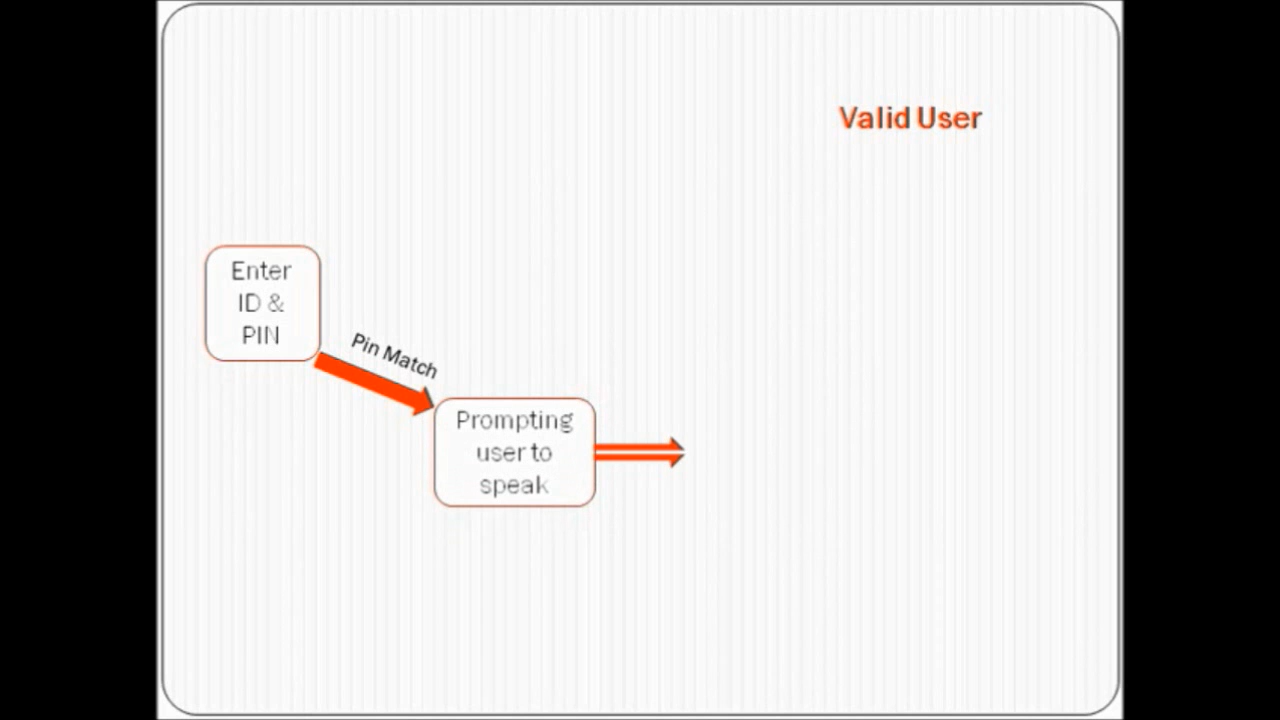 Valid User
Enter
ID &
PIN
Pin Match
Prompting
user to
speak